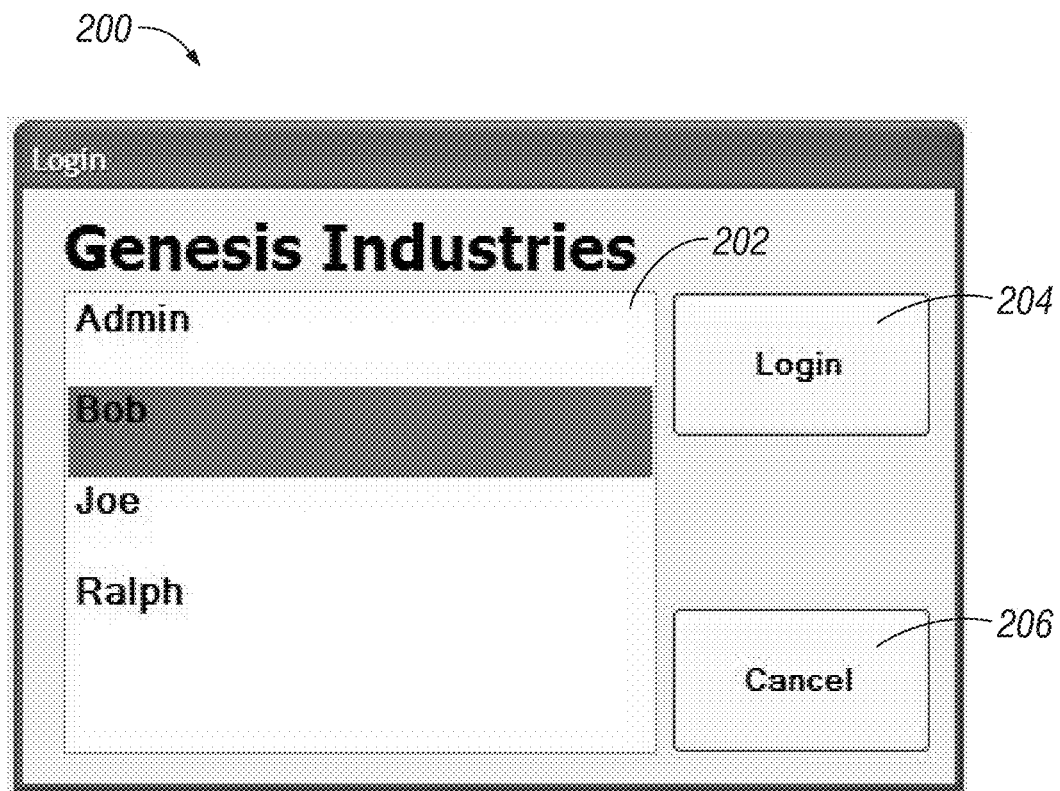 200
Login
Genesis Industries
202
Admin
204
Login
Bob
Joe
Ralph
206
Cancel